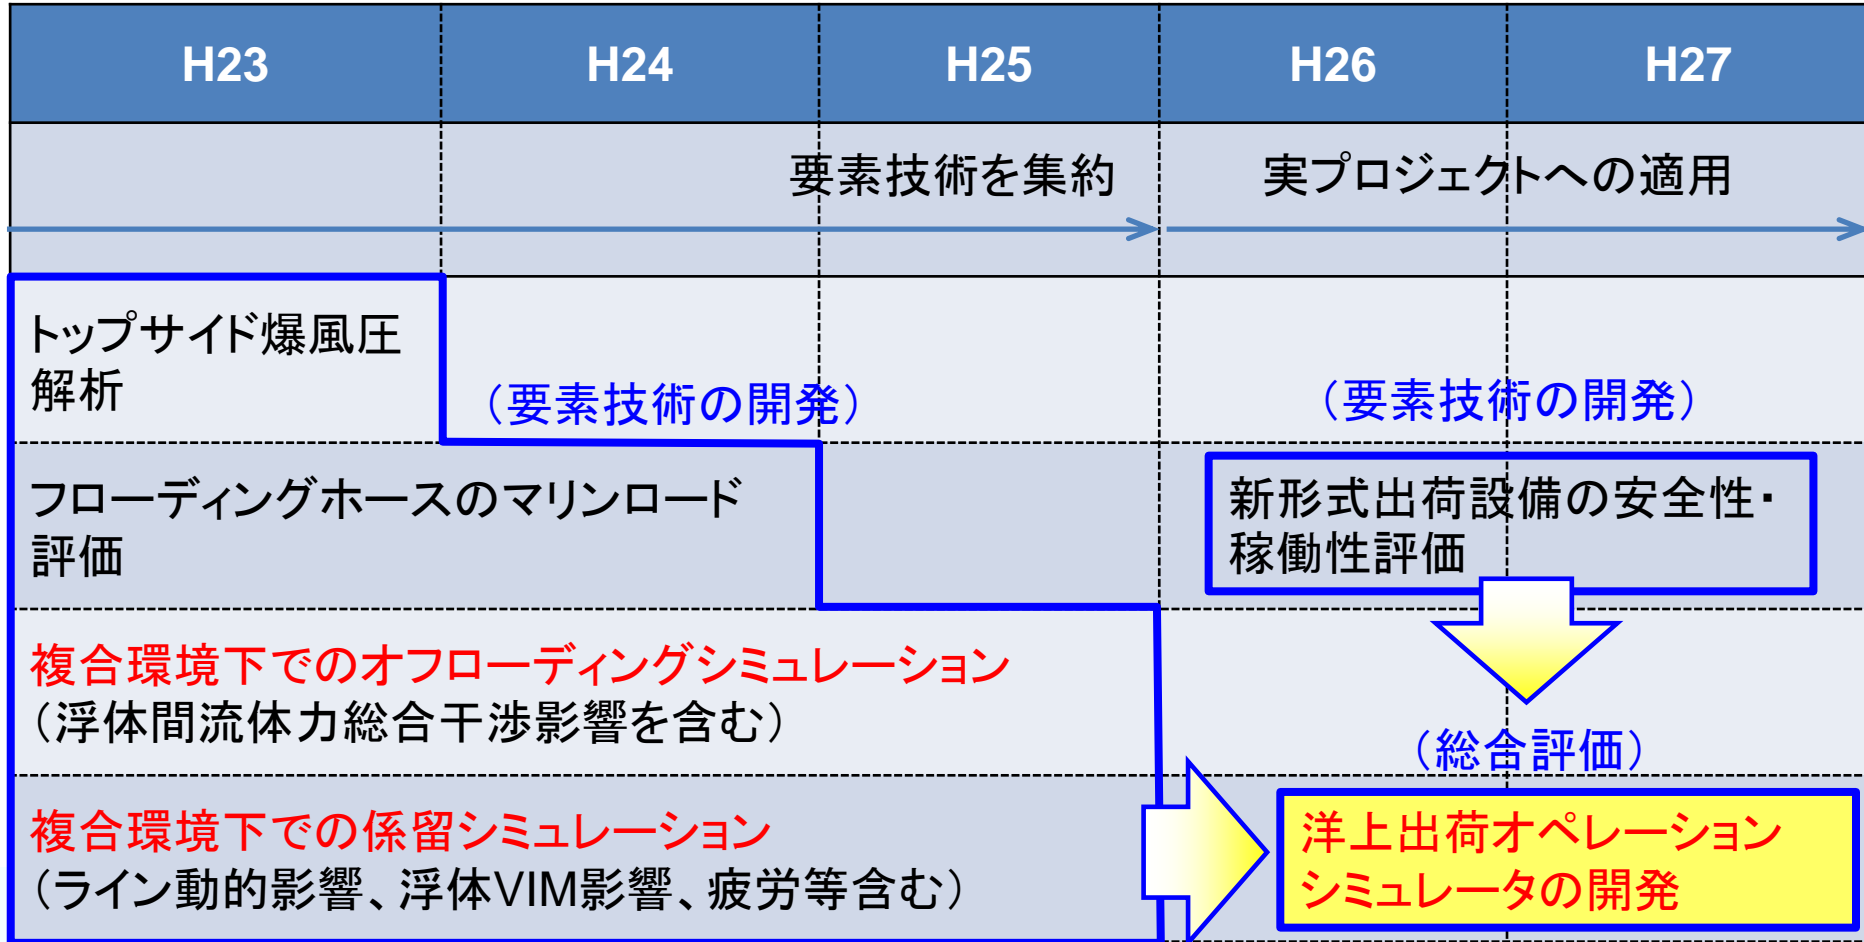 H23
H24
H25
H26
H27
要素技術を集約
実プロジェクトへの適用
トップサイド爆風圧
解析
（要素技術の開発）
（要素技術の開発）
フローディングホースのマリンロード
評価
新形式出荷設備の安全性・
稼働性評価
複合環境下でのオフローディングシミュレーション
（浮体間流体力総合干渉影響を含む）
（総合評価）
複合環境下での係留シミュレーション
（ライン動的影響、浮体VIM影響、疲労等含む）
洋上出荷オペレーション
シミュレータの開発